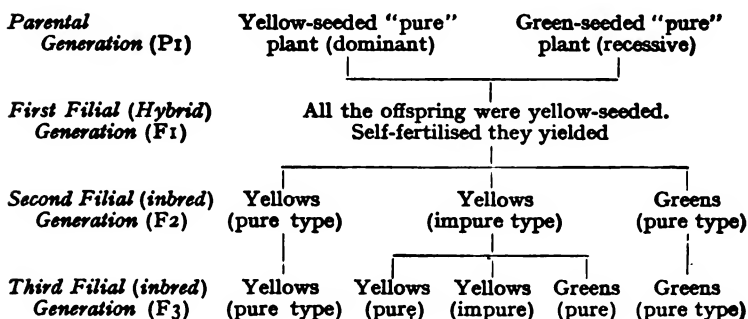 Parental Yellow-seeded “pure” Green-seeded “pure”
Generation (P1) plant (dominant) plant (recessive)
First Filial (Hybrid) All the offspring were yellow-seeded.
Generation (F1) Self-fertilised they yielded
Second Filial (inbred) Yellows Yellows Greens
Generation (F2) (pure type) (impure type) (pure type)
Third Filial (inbred) Yellows Yellows Yellows Greens Greens
Generation (F3) (pure type) (pure) (impure) (pure) (pure type)